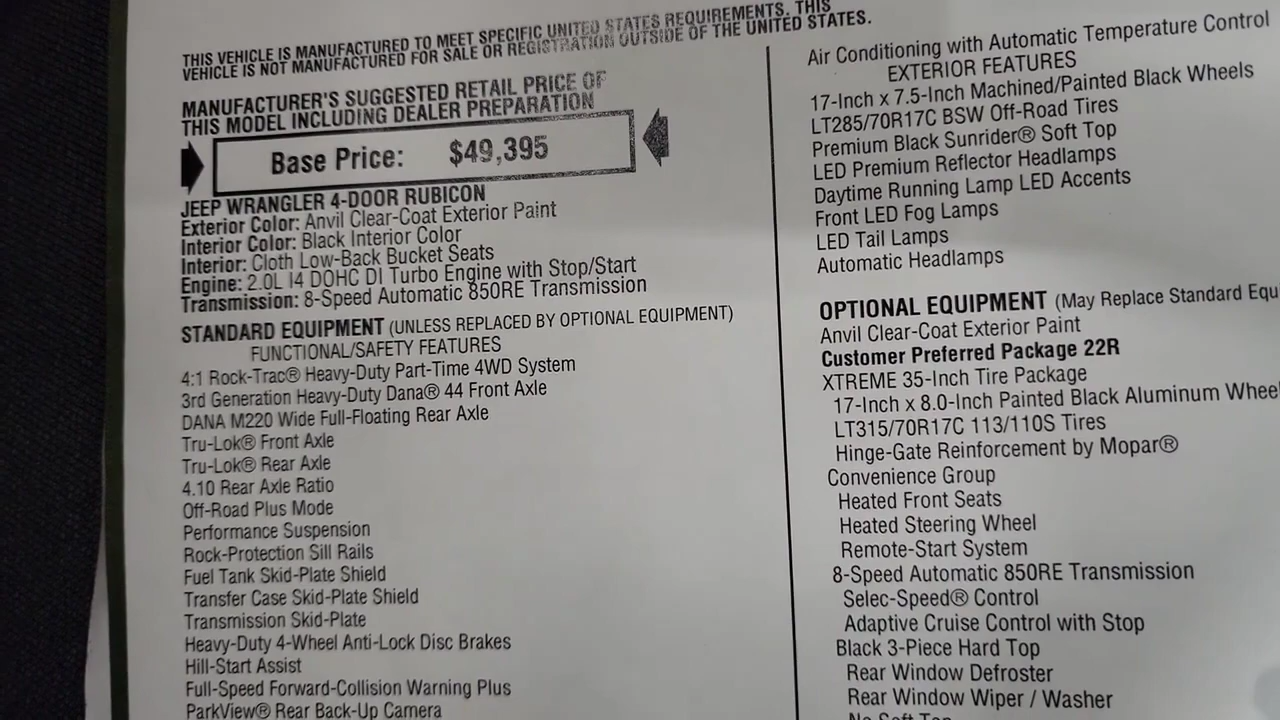 THIS VEHICLE IS MANUFACTURED TO MEET SPECIFIC UNITED STATES REQUIREMENTS. THIS
VEHICLE IS NOT MANUFACTURED FOR SALE OR REGISTRATION OUTSIDE OF THE UNITED STATES.
MANUFACTURER'S SUGGESTED RETAIL PRICE OF
THIS MODEL INCLUDING DEALER PREPARATION
Base Price: $49,395
JEEP WRANGLER 4-DOOR RUBICON
Exterior Color: Anvil Clear-Coat Exterior Paint
Interior Color: Black Interior Color
Interior: Cloth Low-Back Bucket Seats
Engine: 2.0L I4 DOHC DI Turbo Engine with Stop/Start
Transmission: 8-Speed Automatic 850RE Transmission
STANDARD EQUIPMENT (UNLESS REPLACED BY OPTIONAL EQUIPMENT)
FUNCTIONAL/SAFETY FEATURES
4:1 Rock-Trac® Heavy-Duty Part-Time 4WD System
3rd Generation Heavy-Duty Dana® 44 Front Axle
DANA M220 Wide Full-Floating Rear Axle
Tru-Lok® Front Axle
Tru-Lok® Rear Axle
4.10 Rear Axle Ratio
Off-Road Plus Mode
Performance Suspension
Rock-Protection Sill Rails
Fuel Tank Skid-Plate Shield
Transfer Case Skid-Plate Shield
Transmission Skid-Plate
Heavy-Duty 4-Wheel Anti-Lock Disc Brakes
Hill-Start Assist
Full-Speed Forward-Collision Warning Plus
ParkView® Rear Back-Up Camera
Air Conditioning with Automatic Temperature Control
EXTERIOR FEATURES
17-Inch x 7.5-Inch Machined/Painted Black Wheels
LT285/70R17C BSW Off-Road Tires
Premium Black Sunrider® Soft Top
LED Premium Reflector Headlamps
Daytime Running Lamp LED Accents
Front LED Fog Lamps
LED Tail Lamps
Automatic Headlamps
OPTIONAL EQUIPMENT (May Replace Standard Equ
Anvil Clear-Coat Exterior Paint
Customer Preferred Package 22R
XTREME 35-Inch Tire Package
17-Inch x 8.0-Inch Painted Black Aluminum Whee
LT315/70R17C 113/110S Tires
Hinge-Gate Reinforcement by Mopar®
Convenience Group
Heated Front Seats
Heated Steering Wheel
Remote-Start System
8-Speed Automatic 850RE Transmission
Selec-Speed® Control
Adaptive Cruise Control with Stop
Black 3-Piece Hard Top
Rear Window Defroster
Rear Window Wiper / Washer
No Soft Top